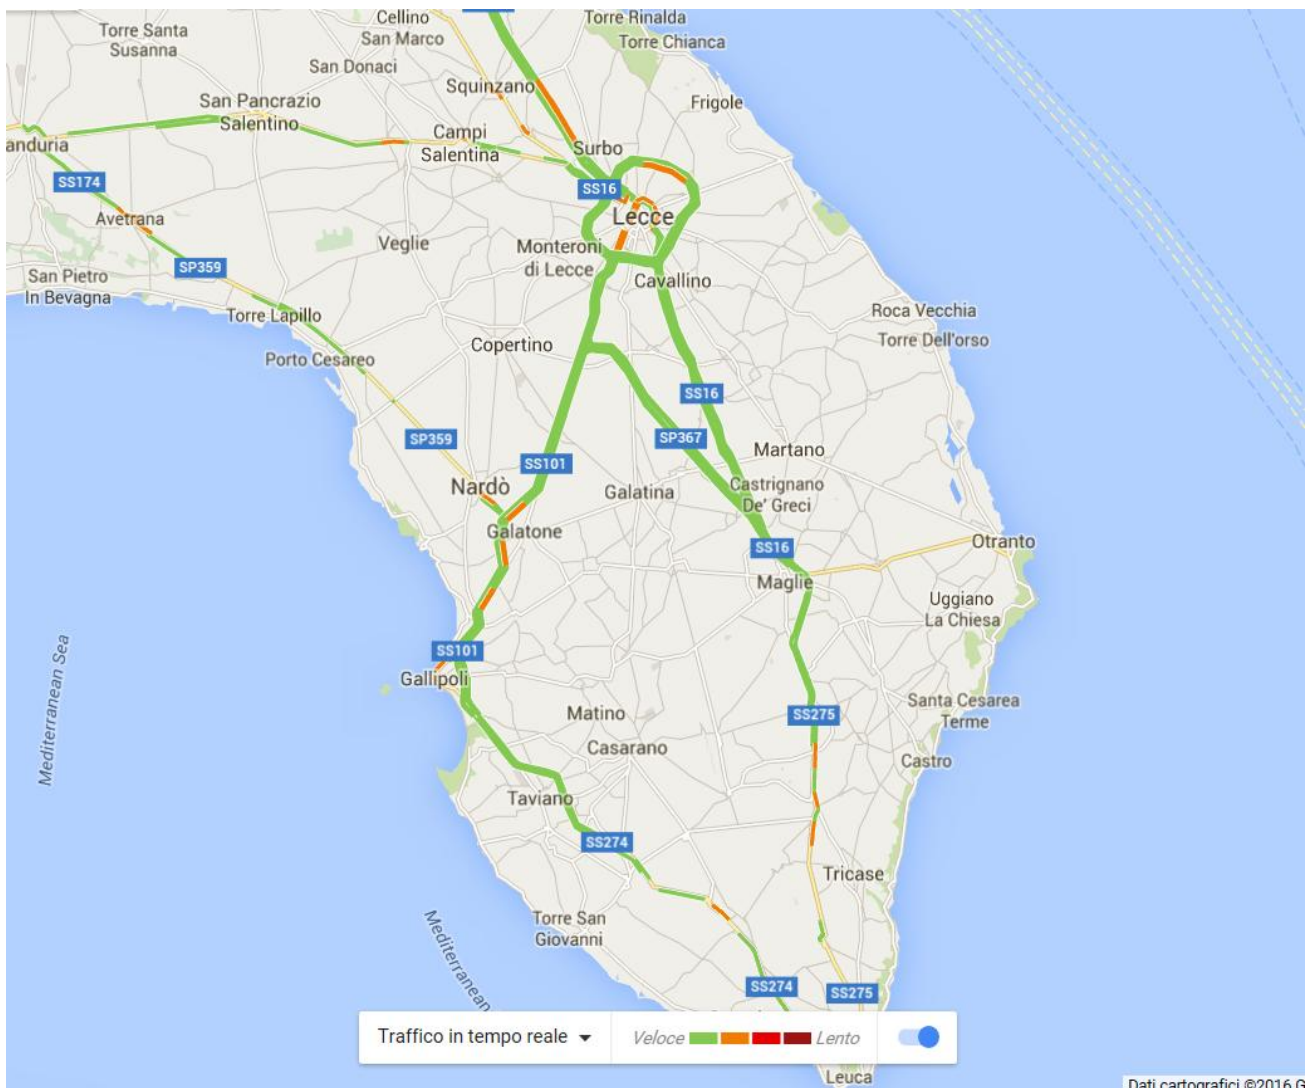 Cellino
San Marco
Torre Rinalda
Torre Chianca
Torre Santa
Susanna
San Donaci
Squinzano
Frigole
San Pancrazio
Salentino
Campi
Salentina
Surbo
anduria
SS174
SS16
Lecce
Avetrana
Veglie
Monteroni
di Lecce
Cavallino
SP359
San Pietro
In Bevagna
Torre Lapillo
Roca Vecchia
Torre Dell'orso
Copertino
Porto Cesareo
SS16
SP359
SP367
Martano
SS101
Nardò
Galatina
Castrignano
De' Greci
Galatone
SS16
Otranto
Maglie
Uggiano
La Chiesa
SS101
Gallipoli
Mediterranean Sea
Santa Cesarea
Terme
Matino
SS275
Casarano
Castro
Taviano
SS274
Tricase
Torre San
Giovanni
Mediterranean
SS274
SS275
Traffico in tempo reale
Veloce
Lento
Leuca
Dati cartografici ©2016 G